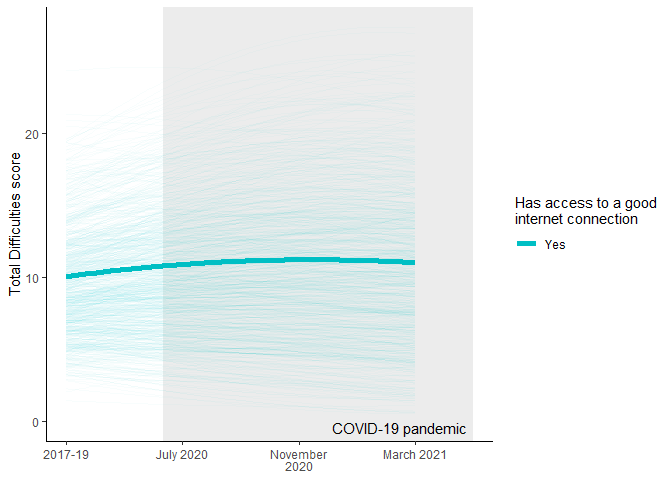 Total Difficulties score
20
10
0
COVID-19 pandemic
2017-19
July 2020
November
2020
March 2021
Has access to a good
internet connection
Yes